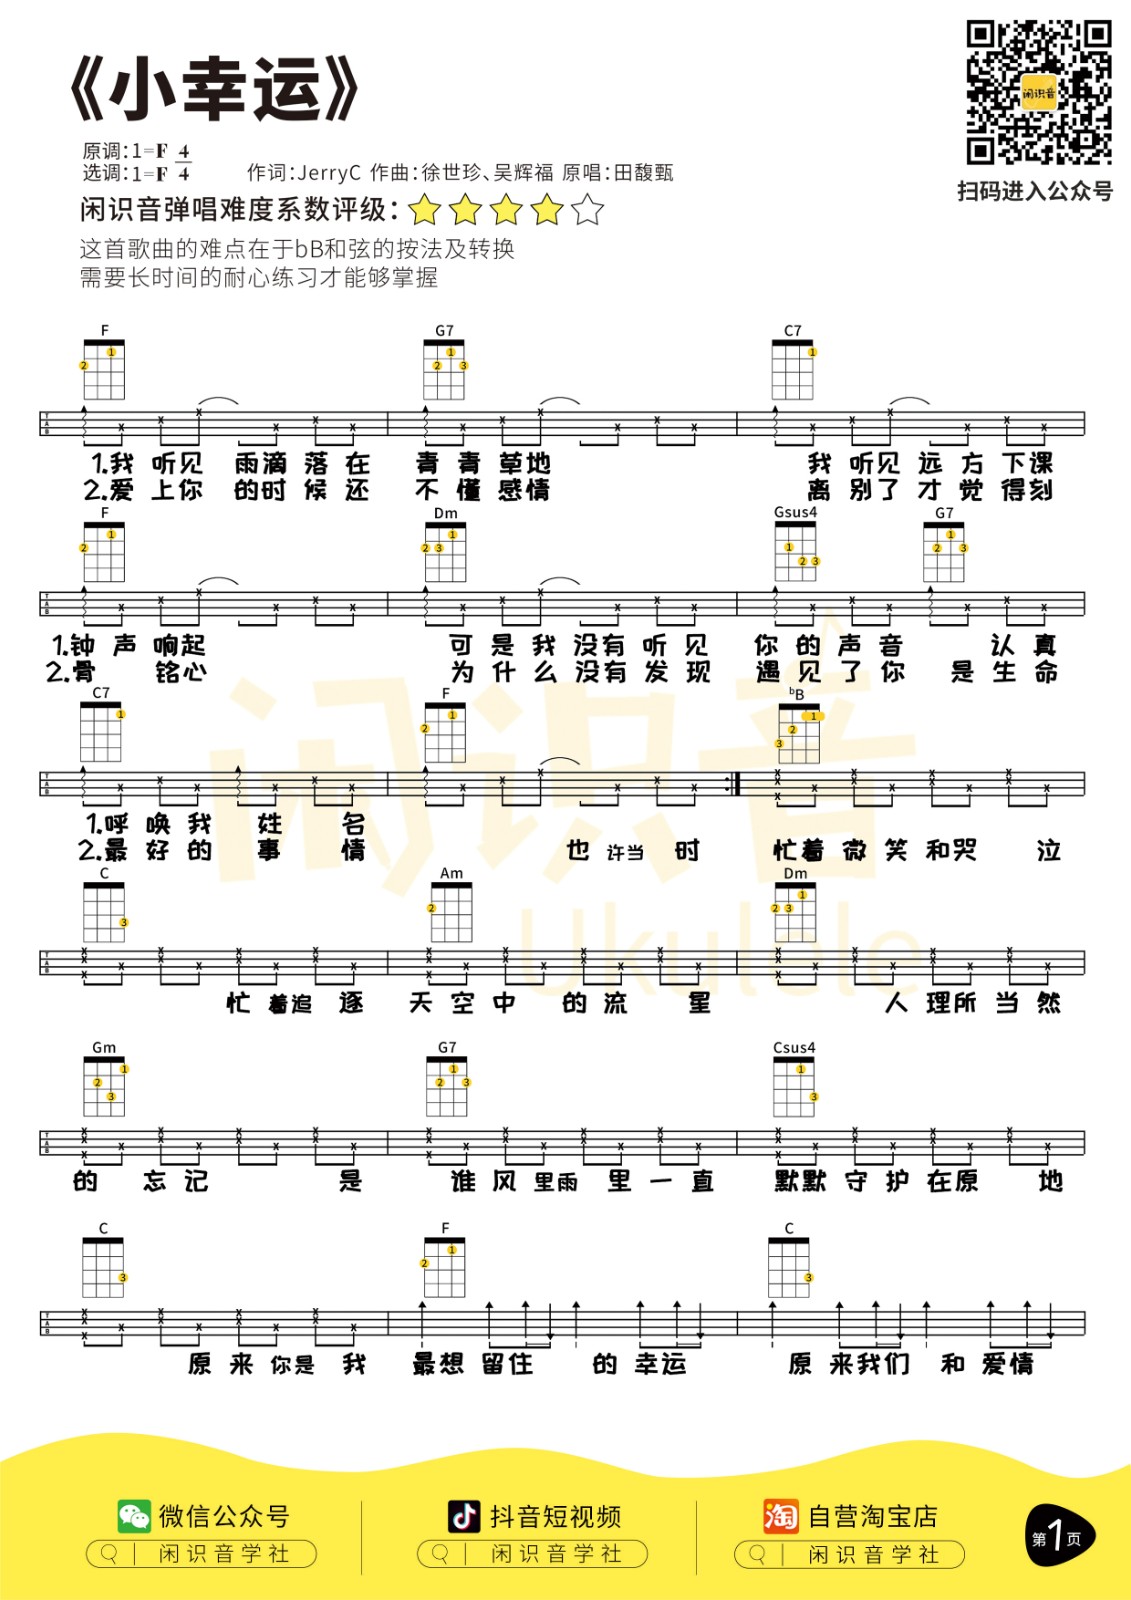 《小幸运》
闲识音
扫码进入公众号
原调:1=F 4/4
选调:1=F
作词:JerryC 作曲:徐世珍、吴辉福 原唱:田馥甄
闲识音弹唱难度系数评级:
这首歌曲的难点在于bB和弦的按法及转换
需要长时间的耐心练习才能够掌握
F G7 C7
1.我 听见 雨滴 落 在 青 青 草地 我 听见 远 方 下课
2.爱 上你 的时 候 还 不 懂 感情 离 别了 才 觉 得刻
F Dm Gsus4 G7
1.钟 声 响起 可 是 我 没有 听 见 你 的 声 音 认 真
2.骨 铭心 为 什 么 没有 发 现 遇 见 了 你 是 生 命
C7 F bB
1.呼 唤 我 姓 名
2.最 好 的 事 情 也 许当 时 忙着 微 笑 和哭 泣
C Am Dm
忙 着追 逐 天 空 中 的 流 星 人 理所 当 然
Gm G7 Csus4
的 忘 记 是 谁 风 里雨 里 一 直 默默 守 护 在原 地
C F C
原 来 你是 我 最想 留住 的 幸运 原 来我们 和 爱情
闲识音
Ukulele
微信公众号 抖音短视频 淘 自营淘宝店
闲识音学社 闲识音学社 闲识音学社
第1页